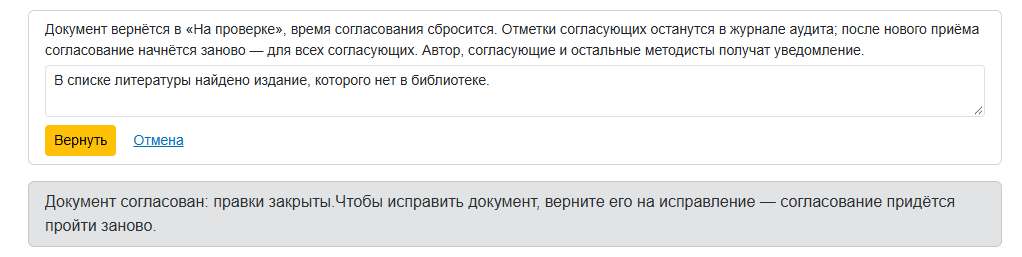 Документ вернётся в «На проверке», время согласования сбросится. Отметки согласующих останутся в журнале аудита; после нового приёма
согласование начнётся заново — для всех согласующих. Автор, согласующие и остальные методисты получат уведомление.
В списке литературы найдено издание, которого нет в библиотеке.
Вернуть Отмена
Документ согласован: правки закрыты.Чтобы исправить документ, верните его на исправление — согласование придётся
пройти заново.